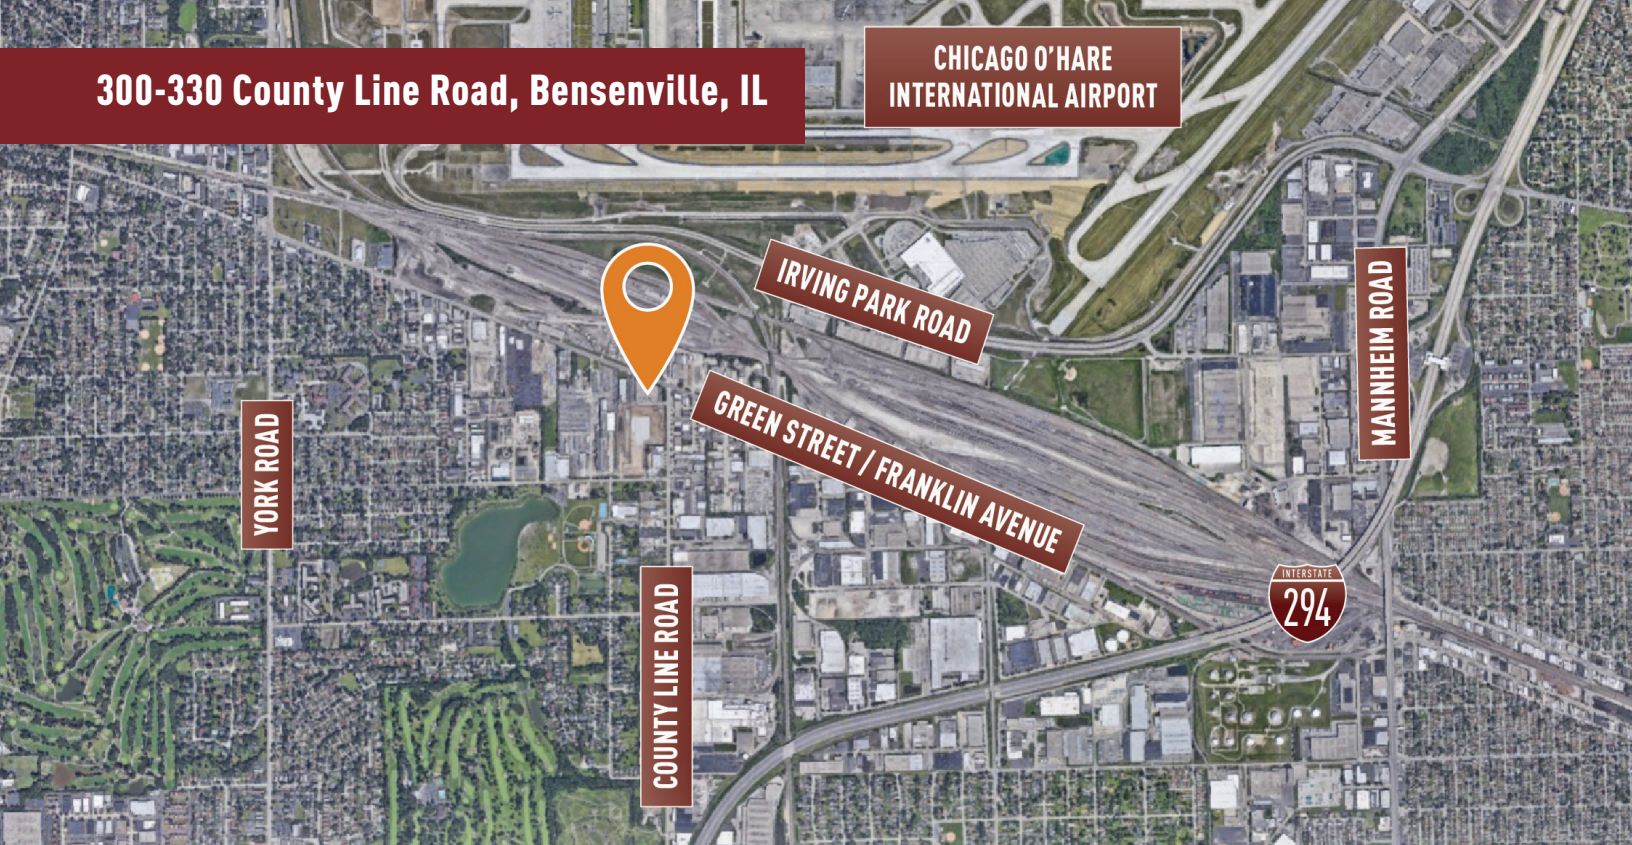 300-330 County Line Road, Bensenville, IL
CHICAGO O'HARE
INTERNATIONAL AIRPORT
IRVING PARK ROAD
MANNHEIM ROAD
GREEN STREET / FRANKLIN AVENUE
YORK ROAD
COUNTY LINE ROAD
INTERSTATE
294